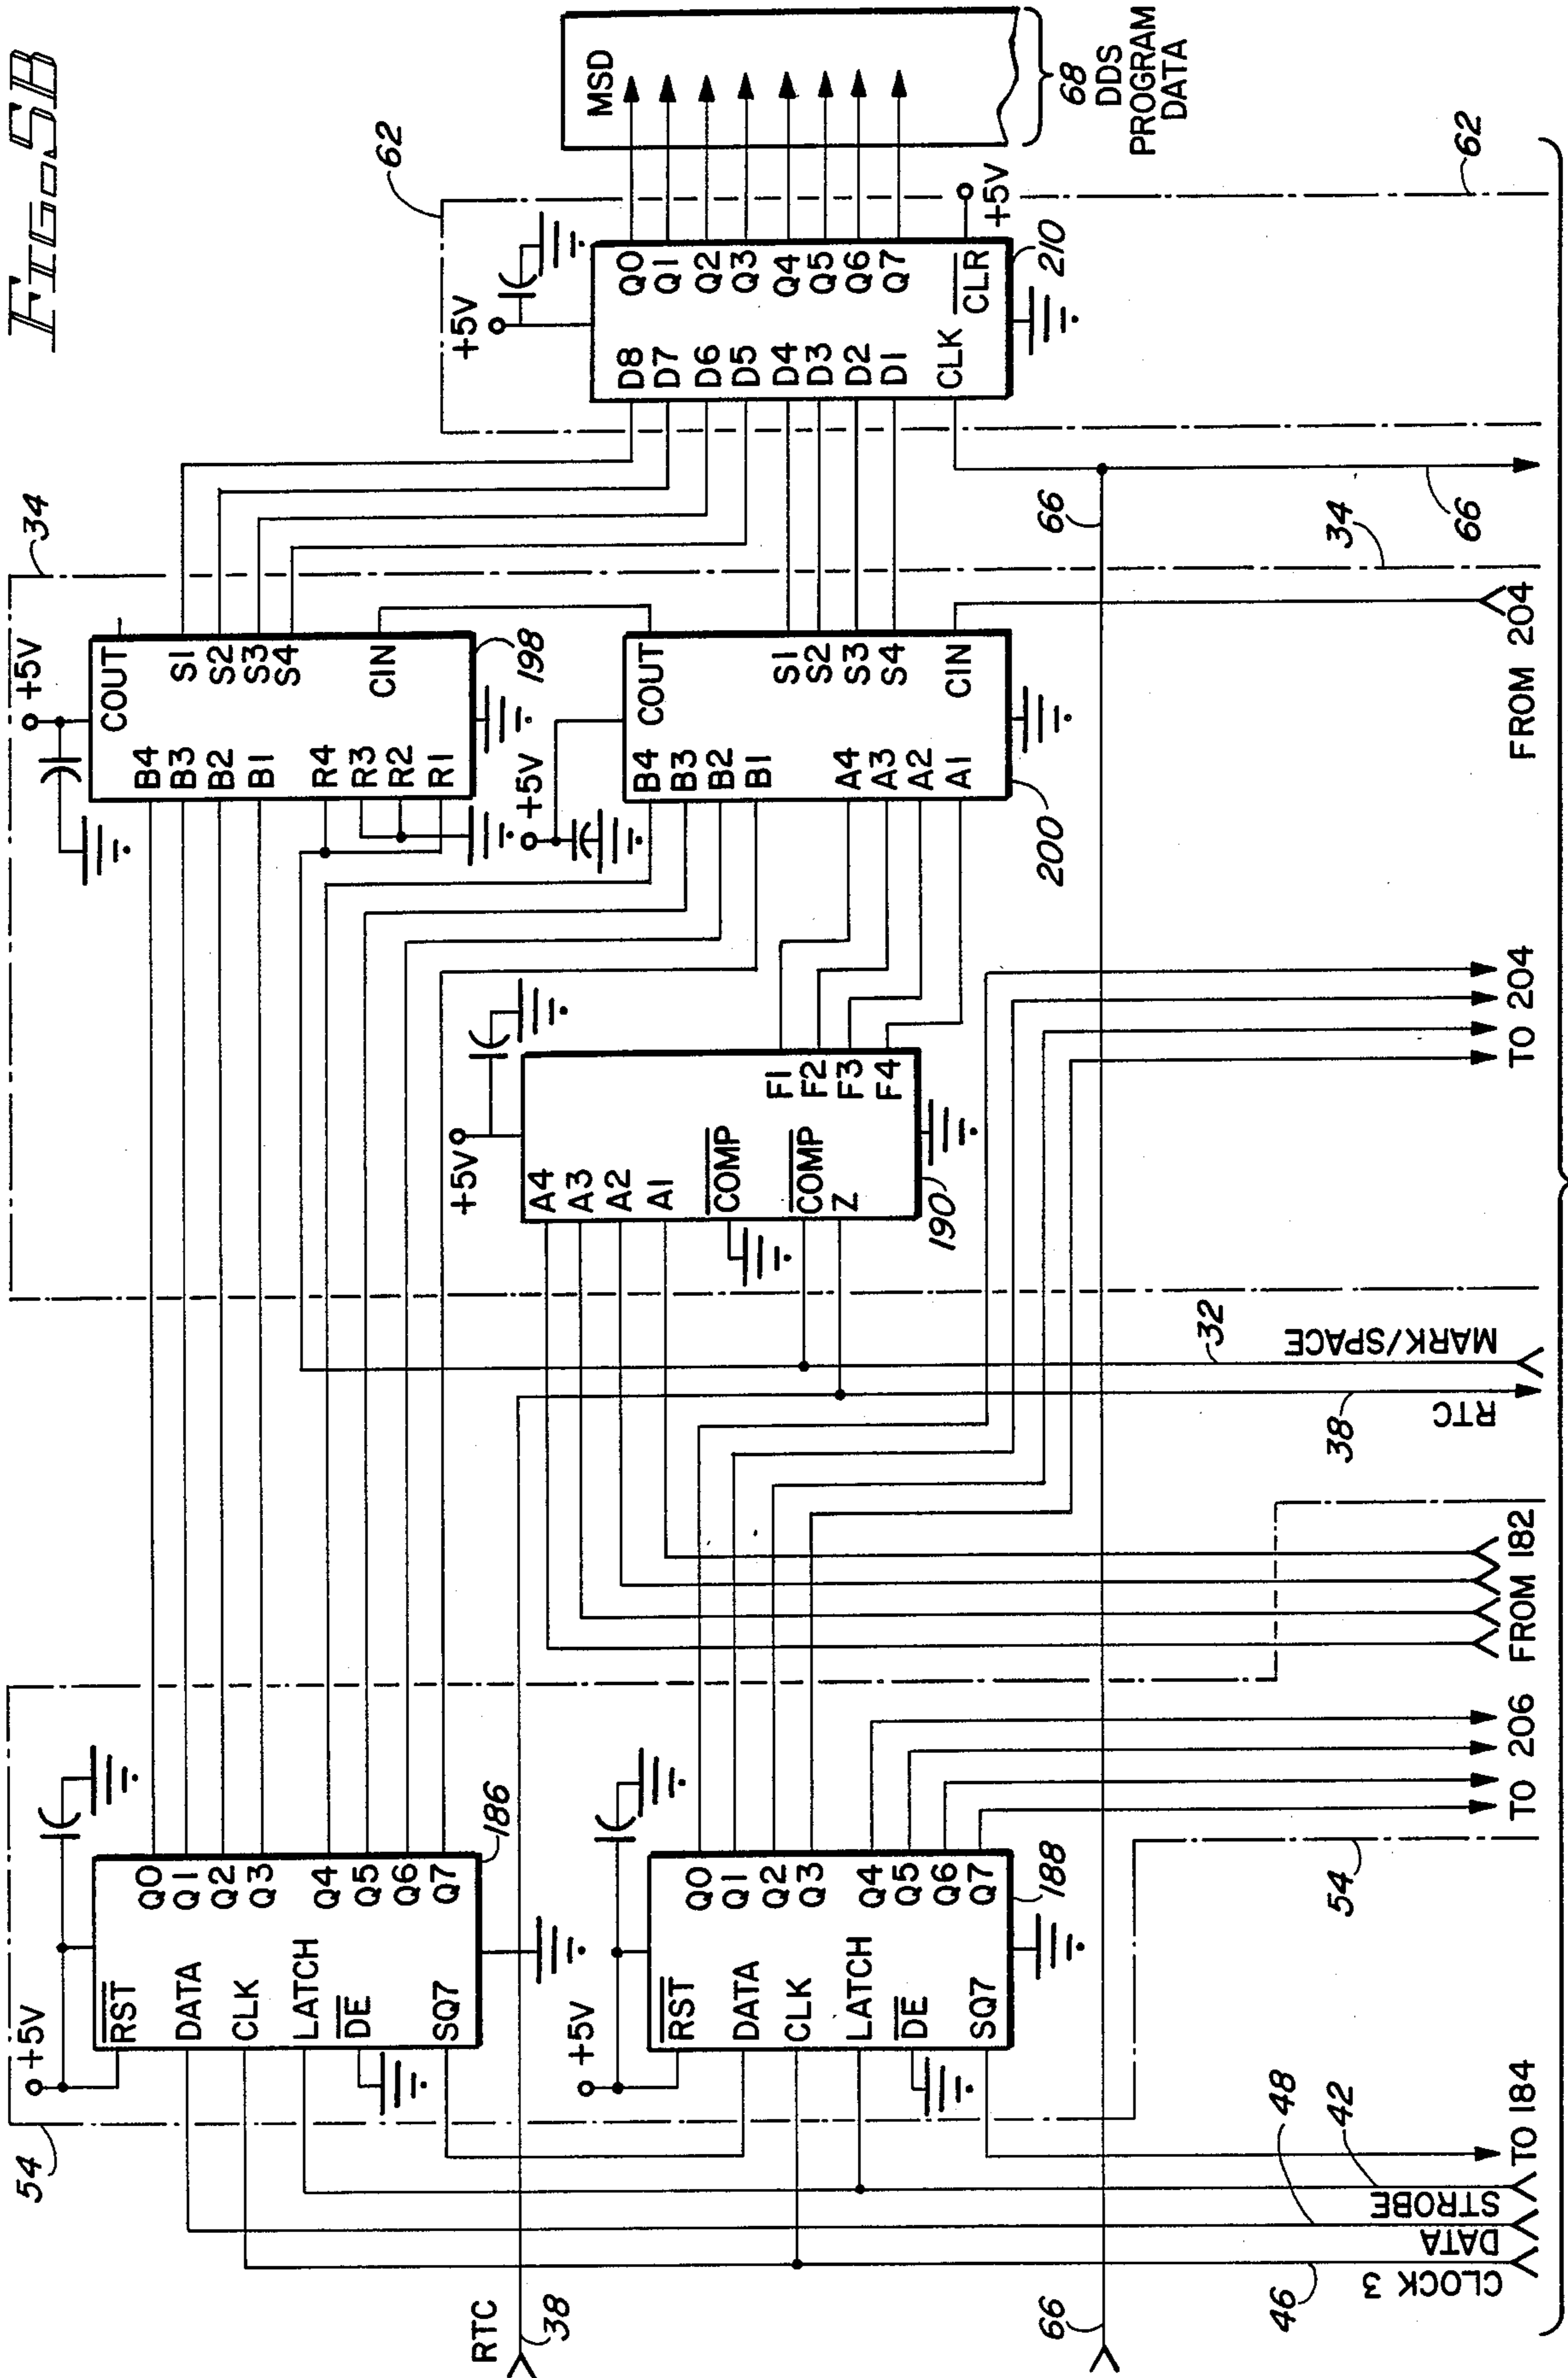 FIG-5B
54
+5V
RST
DATA
CLK
LATCH
DE
SQ7
Q0
Q1
Q2
Q3
Q4
Q5
Q6
Q7
186
+5V
RST
DATA
CLK
LATCH
DE
SQ7
Q0
Q1
Q2
Q3
Q4
Q5
Q6
Q7
188
54
RTC
38
66
CLOCK 3
46
DATA
48
STROBE
42
TO 184
TO 206
FROM 182
RTC
38
MARK/SPACE
32
+5V
A4
A3
A2
A1
COMP
COMP
Z
F1
F2
F3
F4
190
TO 204
34
+5V
COUT
B4
B3
B2
B1
R4
R3
R2
R1
S1
S2
S3
S4
CIN
198
+5V
COUT
B4
B3
B2
B1
A4
A3
A2
A1
S1
S2
S3
S4
CIN
200
66
34
FROM 204
66
62
+5V
D8
D7
D6
D5
D4
D3
D2
D1
CLK
Q0
Q1
Q2
Q3
Q4
Q5
Q6
Q7
CLR
+5V
210
62
MSD
68
DDS
PROGRAM
DATA